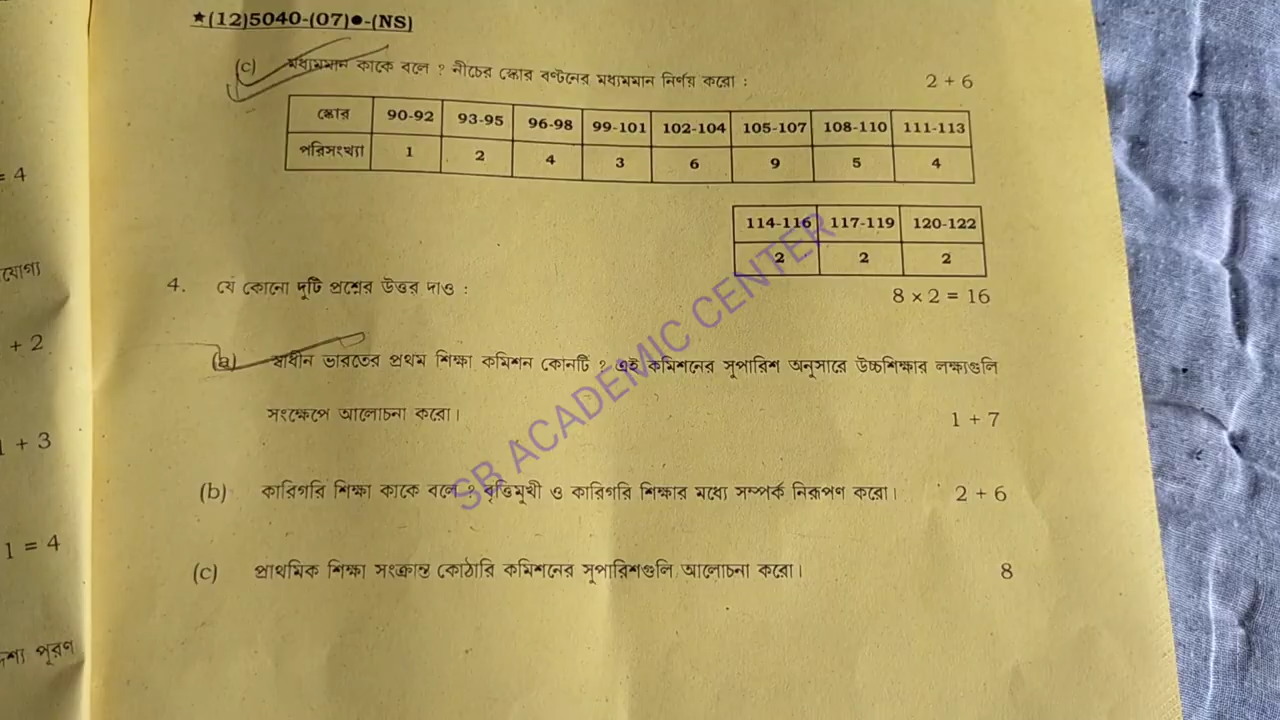 ★(12)5040-(07)●-(NS)
(c) মধ্যমমান কাকে বলে ? নীচের স্কোর বণ্টনের মধ্যমমান নির্ণয় করো : 2 + 6
স্কোর 90-92 93-95 96-98 99-101 102-104 105-107 108-110 111-113
পরিসংখ্যা 1 2 4 3 6 9 5 4
= 4
114-116 117-119 120-122
2 2 2
যোগ্য
4. যে কোনো দুটি প্রশ্নের উত্তর দাও : 8 × 2 = 16
+ 2
(a) স্বাধীন ভারতের প্রথম শিক্ষা কমিশন কোনটি ? এই কমিশনের সুপারিশ অনুসারে উচ্চশিক্ষার লক্ষ্যগুলি
সংক্ষেপে আলোচনা করো। 1 + 7
1 + 3
(b) কারিগরি শিক্ষা কাকে বলে ? বৃত্তিমুখী ও কারিগরি শিক্ষার মধ্যে সম্পর্ক নিরূপণ করো। 2 + 6
1 = 4
(c) প্রাথমিক শিক্ষা সংক্রান্ত কোঠারি কমিশনের সুপারিশগুলি আলোচনা করো। 8
পূরণ
SB ACADEMIC CENTER